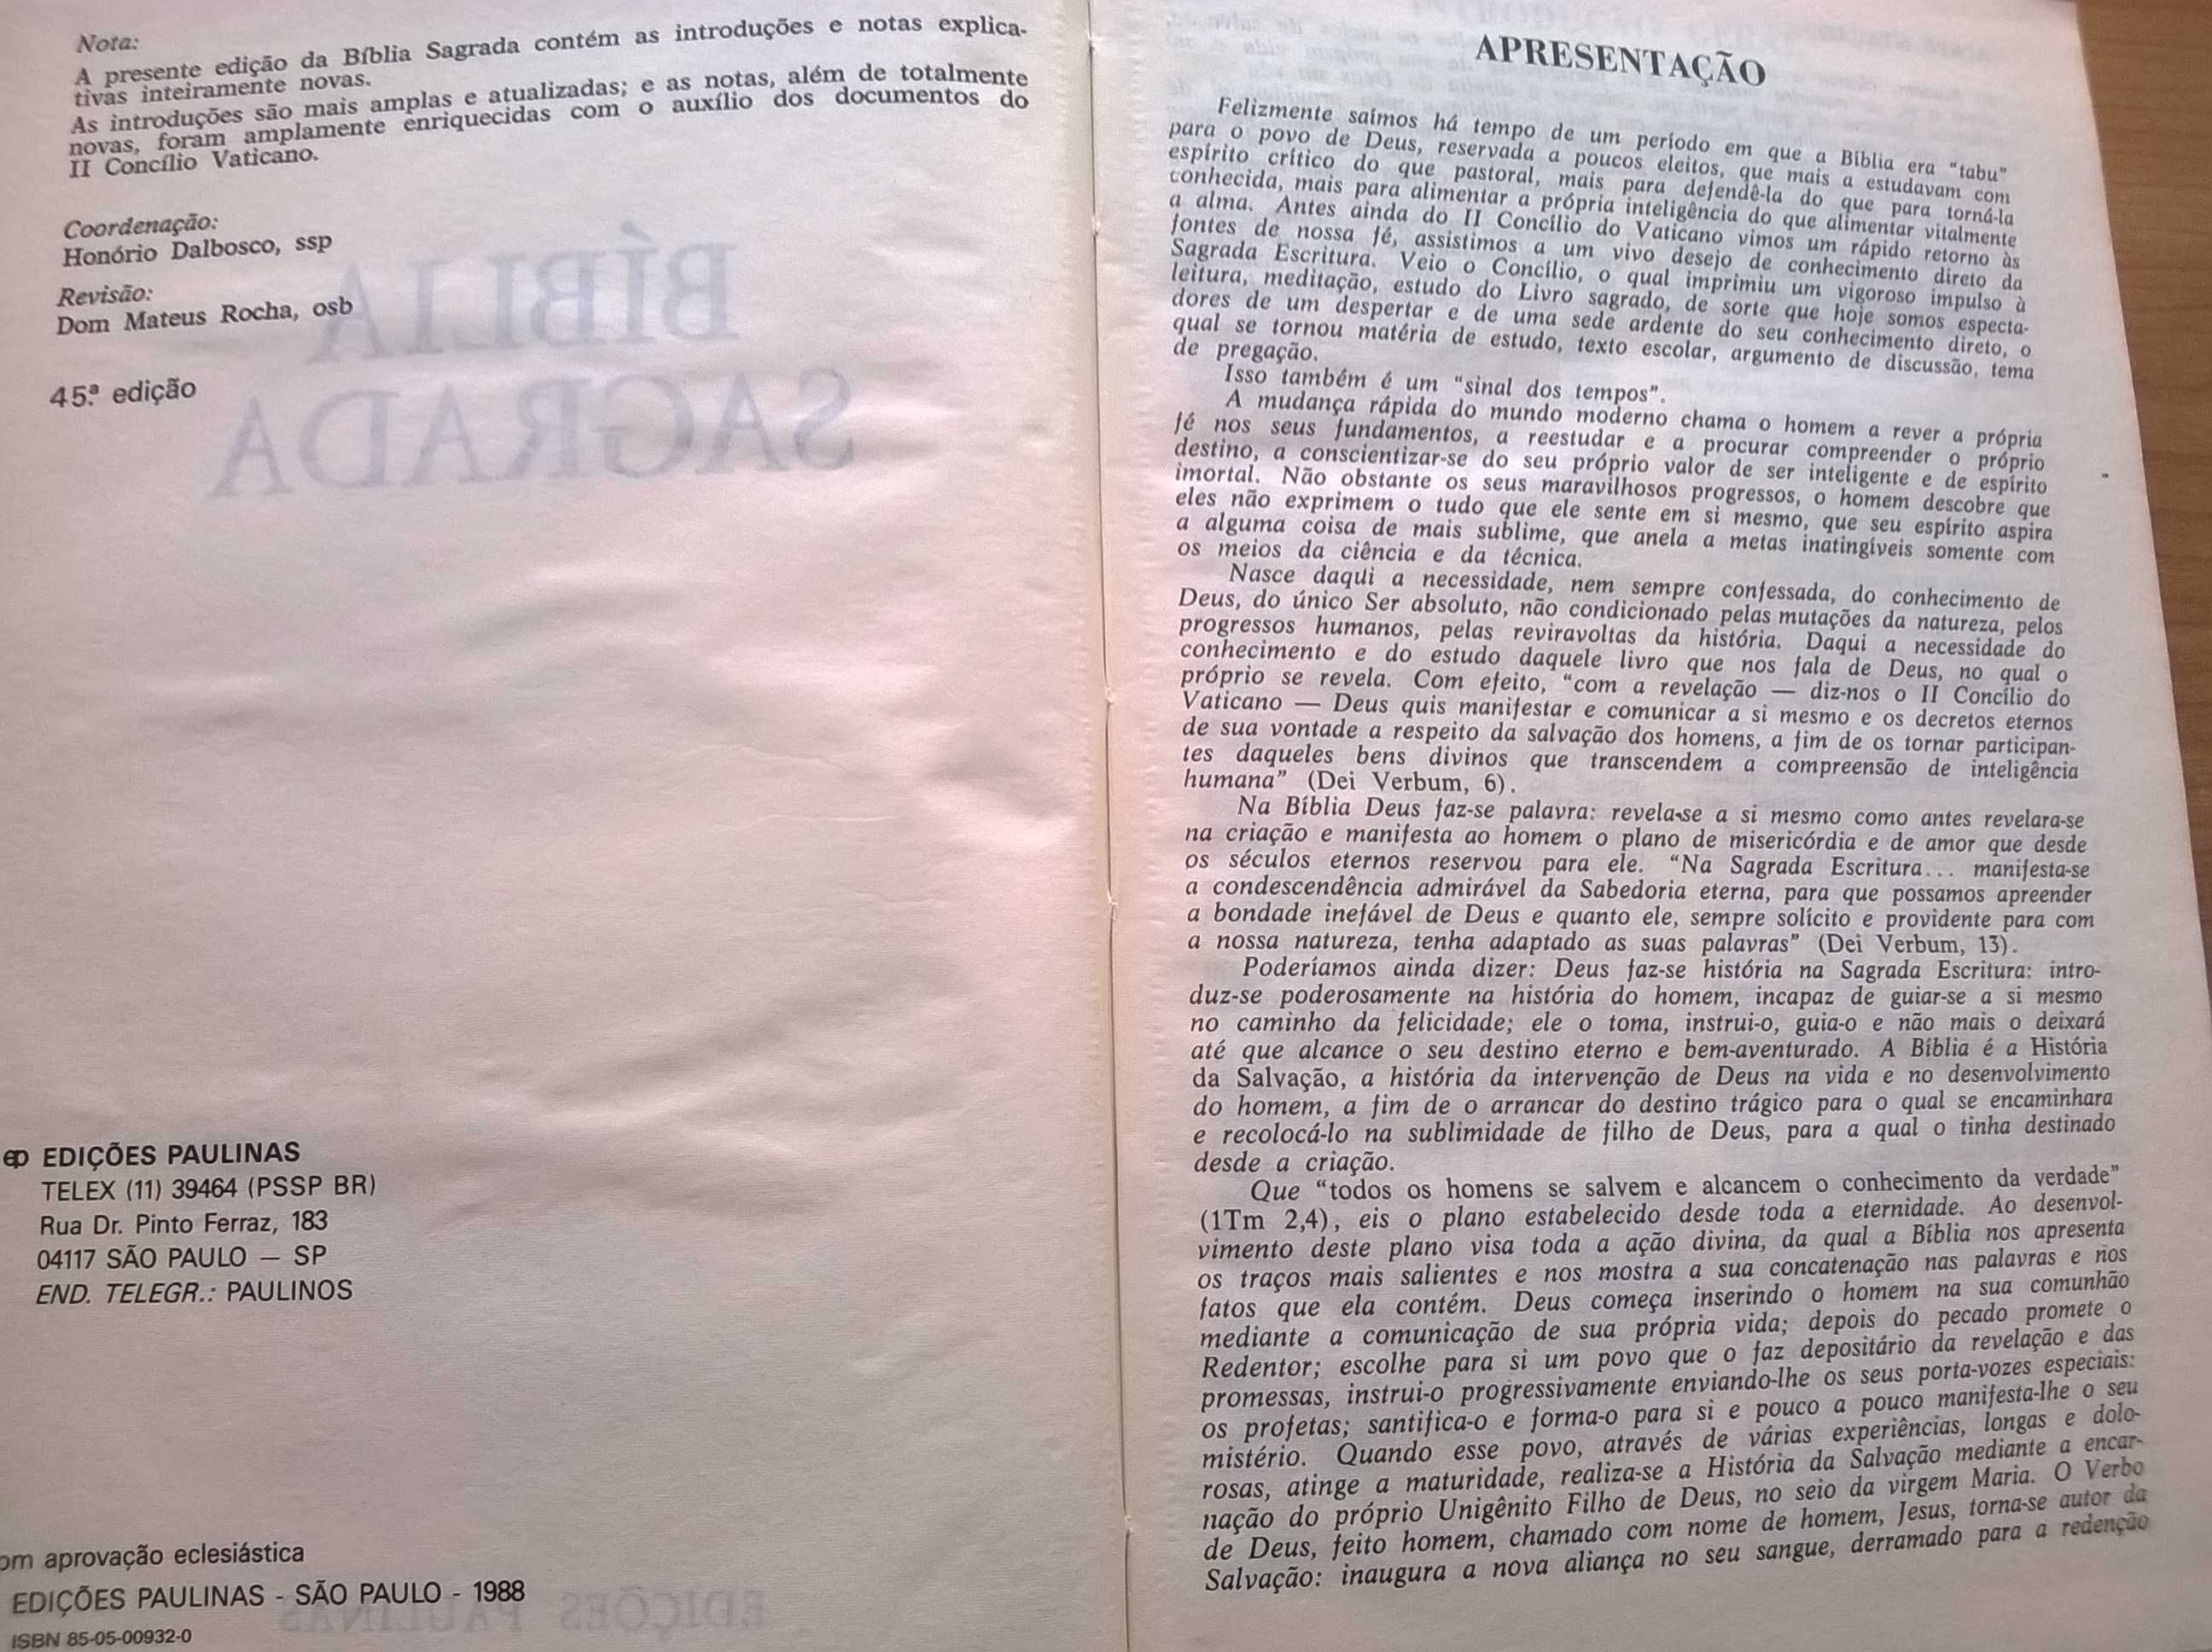 Nota:
A presente edição da Bíblia Sagrada contém as introduções e notas explica-
tivas inteiramente novas.
As introduções são mais amplas e atualizadas; e as notas, além de totalmente
novas, foram amplamente enriquecidas com o auxílio dos documentos do
II Concílio Vaticano.
Coordenação:
Honório Dalbosco, ssp
Revisão:
Dom Mateus Rocha, osb
45.ª edição
BÍBLIA
SAGRADA
ep EDIÇÕES PAULINAS
TELEX (11) 39464 (PSSP BR)
Rua Dr. Pinto Ferraz, 183
04117 SÃO PAULO — SP
END. TELEGR.: PAULINOS
om aprovação eclesiástica
EDIÇÕES PAULINAS - SÃO PAULO - 1988
EDIÇÕES PAULINAS
ISBN 85-05-00932-0
APRESENTAÇÃO
Felizmente saímos há tempo de um período em que a Bíblia era “tabu”
para o povo de Deus, reservada a poucos eleitos, que mais a estudavam com
espírito crítico do que pastoral, mais para defendê-la do que para torná-la
conhecida, mais para alimentar a própria inteligência do que alimentar vitalmente
a alma. Antes ainda do II Concílio do Vaticano vimos um rápido retorno às
fontes de nossa fé, assistimos a um vivo desejo de conhecimento direto da
Sagrada Escritura. Veio o Concílio, o qual imprimiu um vigoroso impulso à
leitura, meditação, estudo do Livro sagrado, de sorte que hoje somos especta-
dores de um despertar e de uma sede ardente do seu conhecimento direto, o
qual se tornou matéria de estudo, texto escolar, argumento de discussão, tema
de pregação.
Isso também é um “sinal dos tempos”.
A mudança rápida do mundo moderno chama o homem a rever a própria
fé nos seus fundamentos, a reestudar e a procurar compreender o próprio
destino, a conscientizar-se do seu próprio valor de ser inteligente e de espírito
imortal. Não obstante os seus maravilhosos progressos, o homem descobre que
eles não exprimem o tudo que ele sente em si mesmo, que seu espírito aspira
a alguma coisa de mais sublime, que anela a metas inatingíveis somente com
os meios da ciência e da técnica.
Nasce daqui a necessidade, nem sempre confessada, do conhecimento de
Deus, do único Ser absoluto, não condicionado pelas mutações da natureza, pelos
progressos humanos, pelas reviravoltas da história. Daqui a necessidade do
conhecimento e do estudo daquele livro que nos fala de Deus, no qual o
próprio se revela. Com efeito, “com a revelação — diz-nos o II Concílio do
Vaticano — Deus quis manifestar e comunicar a si mesmo e os decretos eternos
de sua vontade a respeito da salvação dos homens, a fim de os tornar participan-
tes daqueles bens divinos que transcendem a compreensão de inteligência
humana” (Dei Verbum, 6).
Na Bíblia Deus faz-se palavra: revela-se a si mesmo como antes revelara-se
na criação e manifesta ao homem o plano de misericórdia e de amor que desde
os séculos eternos reservou para ele. “Na Sagrada Escritura... manifesta-se
a condescendência admirável da Sabedoria eterna, para que possamos apreender
a bondade inefável de Deus e quanto ele, sempre solícito e providente para com
a nossa natureza, tenha adaptado as suas palavras” (Dei Verbum, 13).
Poderíamos ainda dizer: Deus faz-se história na Sagrada Escritura: intro-
duz-se poderosamente na história do homem, incapaz de guiar-se a si mesmo
no caminho da felicidade; ele o toma, instrui-o, guia-o e não mais o deixará
até que alcance o seu destino eterno e bem-aventurado. A Bíblia é a História
da Salvação, a história da intervenção de Deus na vida e no desenvolvimento
do homem, a fim de o arrancar do destino trágico para o qual se encaminhara
e recolocá-lo na sublimidade de filho de Deus, para a qual o tinha destinado
desde a criação.
Que “todos os homens se salvem e alcancem o conhecimento da verdade”
(1Tm 2,4), eis o plano estabelecido desde toda a eternidade. Ao desenvol-
vimento deste plano visa toda a ação divina, da qual a Bíblia nos apresenta
os traços mais salientes e nos mostra a sua concatenação nas palavras e nos
fatos que ela contém. Deus começa inserindo o homem na sua comunhão
mediante a comunicação de sua própria vida; depois do pecado promete o
Redentor; escolhe para si um povo que o faz depositário da revelação e das
promessas, instrui-o progressivamente enviando-lhe os seus porta-vozes especiais:
os profetas; santifica-o e forma-o para si e pouco a pouco manifesta-lhe o seu
mistério. Quando esse povo, através de várias experiências, longas e dolo-
rosas, atinge a maturidade, realiza-se a História da Salvação mediante a encar-
nação do próprio Unigênito Filho de Deus, no seio da virgem Maria. O Verbo
de Deus, feito homem, chamado com nome de homem, Jesus, torna-se autor da
Salvação: inaugura a nova aliança no seu sangue, derramado para a redenção